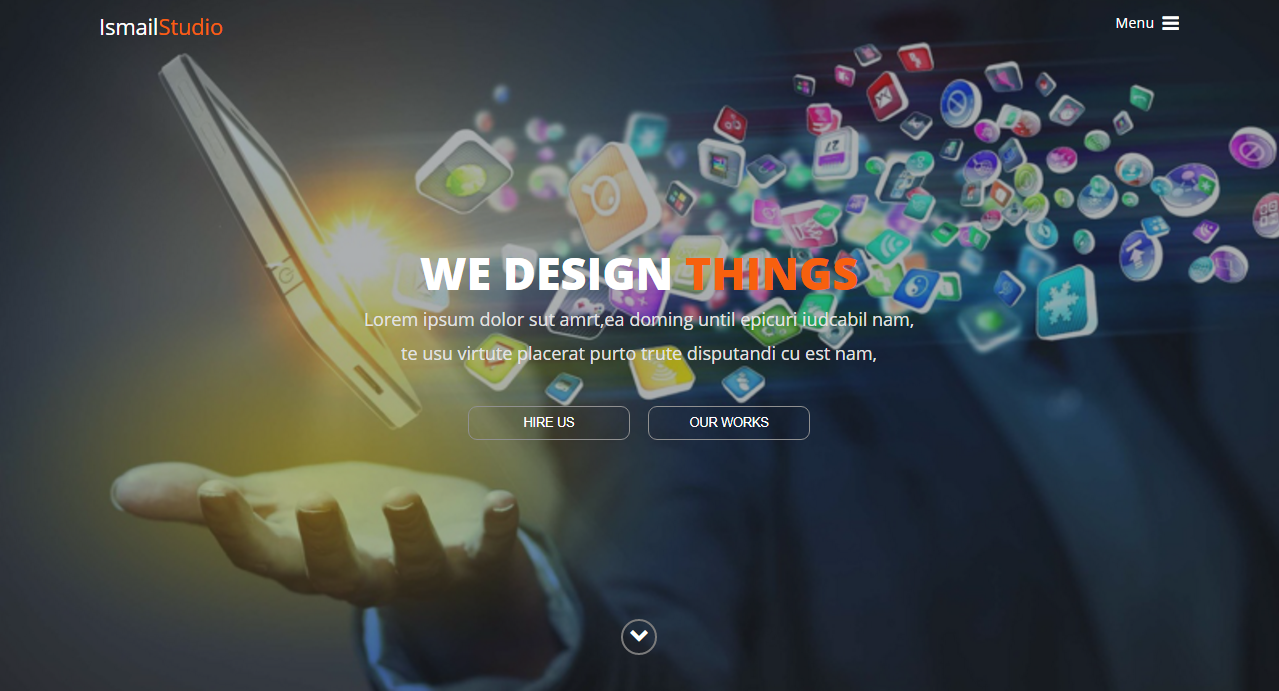 IsmailStudio
Menu
27
WE DESIGN THINGS
Lorem ipsum dolor sut amrt,ea doming until epicuri iudcabil nam,
te usu virtute placerat purto trute disputandi cu est nam,
HIRE US
OUR WORKS